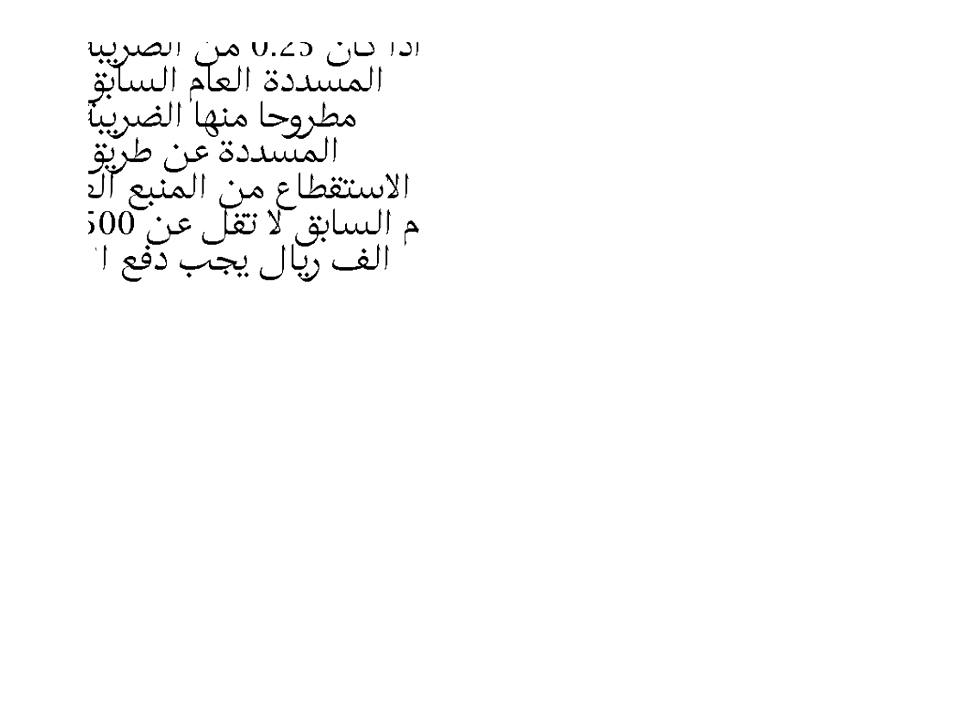 اذا كان 0.25 من الضريبة
المسددة العام السابق
مطروحا منها الضريبة
المسددة عن طريق
الاستقطاع من المنبع
م السابق لا تقل عن 500
الف ريال يجب دفع